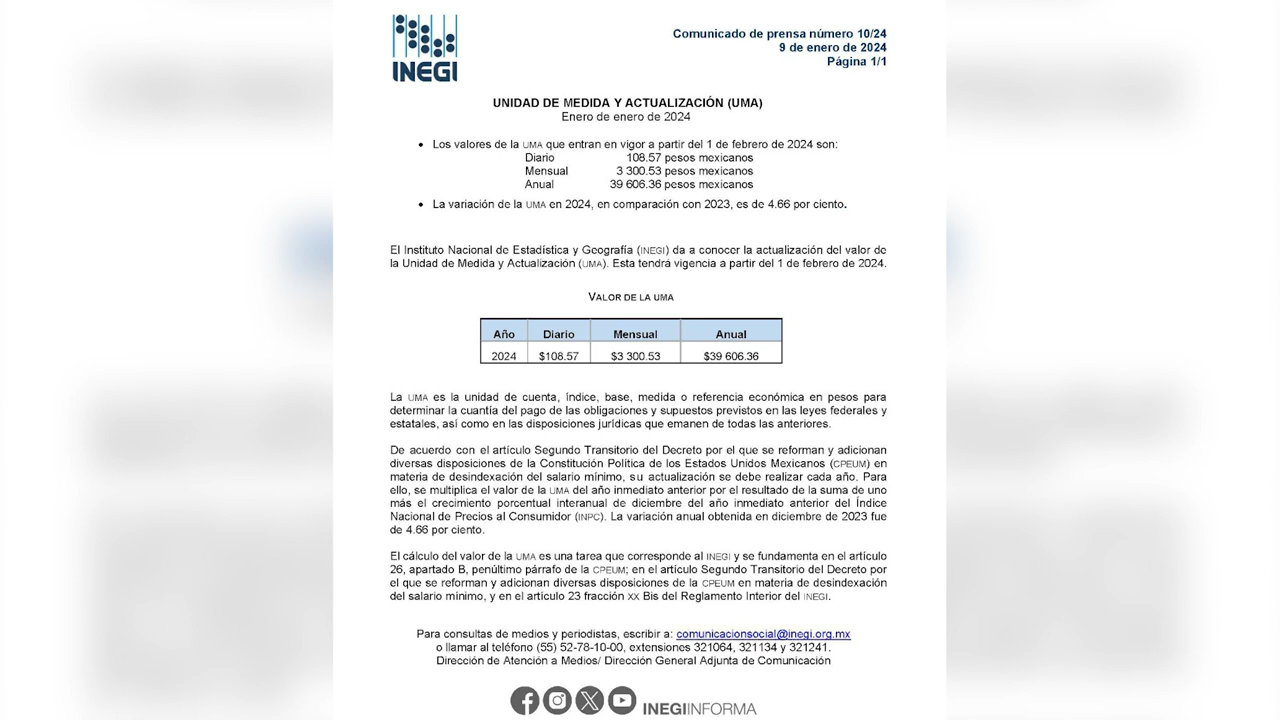 INEGI
Comunicado de prensa número 10/24
9 de enero de 2024
Página 1/1
UNIDAD DE MEDIDA Y ACTUALIZACIÓN (UMA)
Enero de enero de 2024
• Los valores de la UMA que entran en vigor a partir del 1 de febrero de 2024 son:
Diario 108.57 pesos mexicanos
Mensual 3 300.53 pesos mexicanos
Anual 39 606.36 pesos mexicanos
• La variación de la UMA en 2024, en comparación con 2023, es de 4.66 por ciento.
El Instituto Nacional de Estadística y Geografía (INEGI) da a conocer la actualización del valor de
la Unidad de Medida y Actualización (UMA). Esta tendrá vigencia a partir del 1 de febrero de 2024.
VALOR DE LA UMA
Año Diario Mensual Anual
2024 $108.57 $3 300.53 $39 606.36
La UMA es la unidad de cuenta, índice, base, medida o referencia económica en pesos para
determinar la cuantía del pago de las obligaciones y supuestos previstos en las leyes federales y
estatales, así como en las disposiciones jurídicas que emanen de todas las anteriores.
De acuerdo con el artículo Segundo Transitorio del Decreto por el que se reforman y adicionan
diversas disposiciones de la Constitución Política de los Estados Unidos Mexicanos (CPEUM) en
materia de desindexación del salario mínimo, su actualización se debe realizar cada año. Para
ello, se multiplica el valor de la UMA del año inmediato anterior por el resultado de la suma de uno
más el crecimiento porcentual interanual de diciembre del año inmediato anterior del Índice
Nacional de Precios al Consumidor (INPC). La variación anual obtenida en diciembre de 2023 fue
de 4.66 por ciento.
El cálculo del valor de la UMA es una tarea que corresponde al INEGI y se fundamenta en el artículo
26, apartado B, penúltimo párrafo de la CPEUM; en el artículo Segundo Transitorio del Decreto por
el que se reforman y adicionan diversas disposiciones de la CPEUM en materia de desindexación
del salario mínimo, y en el articulo 23 fracción XX Bis del Reglamento Interior del INEGI.
Para consultas de medios y periodistas, escribir a: comunicacionsocial@inegi.org.mx
o llamar al teléfono (55) 52-78-10-00, extensiones 321064, 321134 y 321241.
Dirección de Atención a Medios/ Dirección General Adjunta de Comunicación
INEGIINFORMA